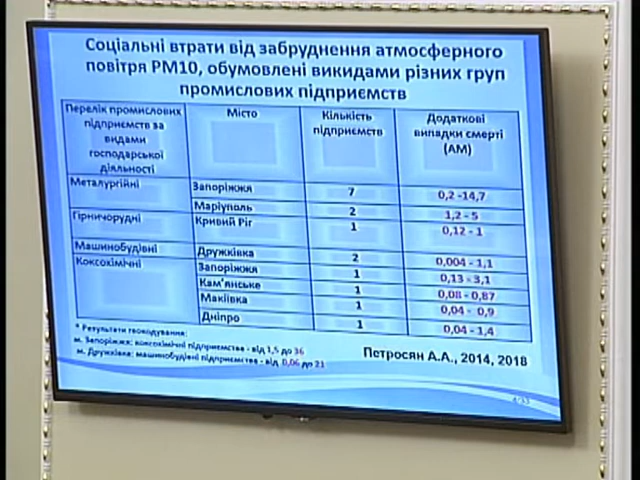 Соціальні втрати від забруднення атмосферного
повітря РМ10, обумовлені викидами різних груп
промислових підприємств
Перелік промислових підприємств за видами господарської діяльності Місто Кількість підприємств Додаткові випадки смерті (АМ)
Металургійні Запоріжжя 7 0,2 -14,7
Маріуполь 2 1,2 - 5
Гірничорудні Кривий Ріг 1 0,12 - 1
Машинобудівні Дружківка 2 0,004 - 1,1
Коксохімічні Запоріжжя 1 0,13 - 3,1
Кам'янське 1 0,08 - 0,87
Макіївка 1 0,04 - 0,9
Дніпро 1 0,04 - 1,4
* Результати геокодування:
м. Запоріжжя: коксохімічні підприємства - від 1,5 до 36
м. Дружківка: машинобудівні підприємства - від 0,06 до 21
Петросян А.А., 2014, 2018